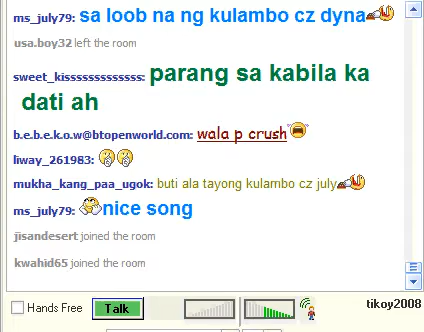 ms_july79: sa loob na ng kulambo cz dyna
usa.boy32 left the room
sweet_kisssssssssssss: parang sa kabila ka
dati ah
b.e.b.e.k.o.w@btopenworld.com: wala p crush
liway_261983:
mukha_kang_paa_ugok: buti ala tayong kulambo cz july
ms_july79: nice song
jisandesert joined the room
kwahid65 joined the room
Hands Free Talk tikoy2008